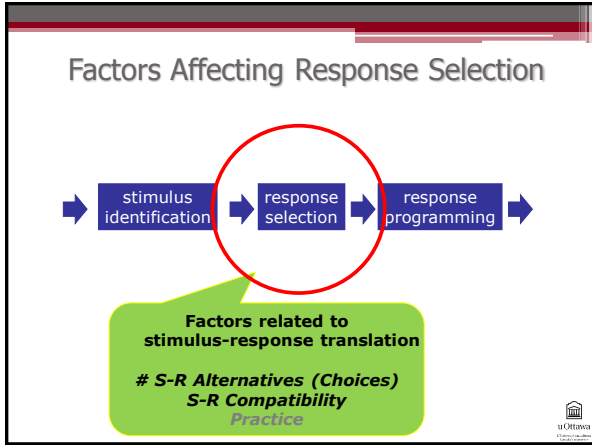 Factors Affecting Response Selection
stimulus
identification
response
selection
response
programming
Factors related to
stimulus-response translation
# S-R Alternatives (Choices)
S-R Compatibility
Practice
u Ottawa